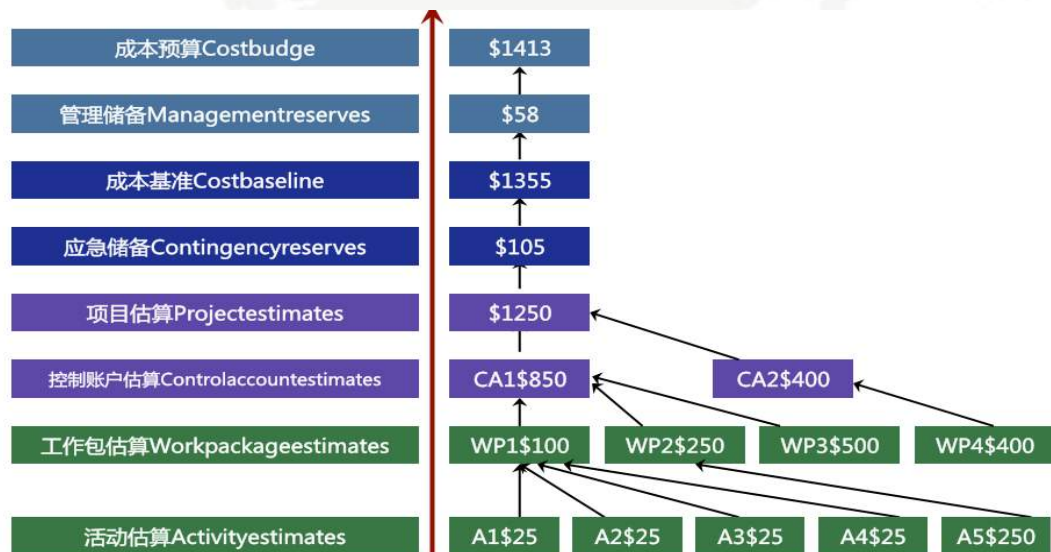 成本预算Costbudge $1413
管理储备Managementreserves $58
成本基准Costbaseline $1355
应急储备Contingencyreserves $105
项目估算Projectestimates $1250
控制账户估算Controlaccountestimates CA1$850 CA2$400
工作包估算Workpackageestimates WP1$100 WP2$250 WP3$500 WP4$400
活动估算Activityestimates A1$25 A2$25 A3$25 A4$25 A5$250